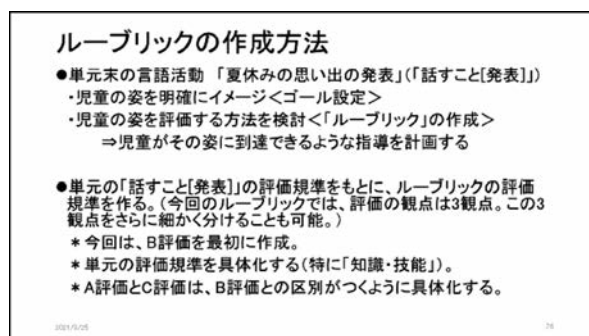 ルーブリックの作成方法
●単元末の言語活動 「夏休みの思い出の発表」(「話すこと[発表]」)
・児童の姿を明確にイメージ<ゴール設定>
・児童の姿を評価する方法を検討<「ルーブリック」の作成>
⇒児童がその姿に到達できるような指導を計画する
●単元の「話すこと[発表]」の評価規準をもとに、ルーブリックの評価
規準を作る。(今回のルーブリックでは、評価の観点は3観点。この3
観点をさらに細かく分けることも可能。)
*今回は、B評価を最初に作成。
*単元の評価規準を具体化する(特に「知識・技能」)。
*A評価とC評価は、B評価との区別がつくように具体化する。